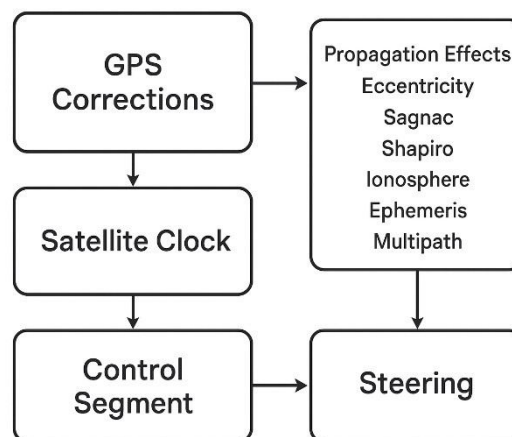 GPS
Corrections
Propagation Effects
Eccentricity
Sagnac
Shapiro
Ionosphere
Ephemeris
Multipath
Satellite Clock
Control
Segment
Steering